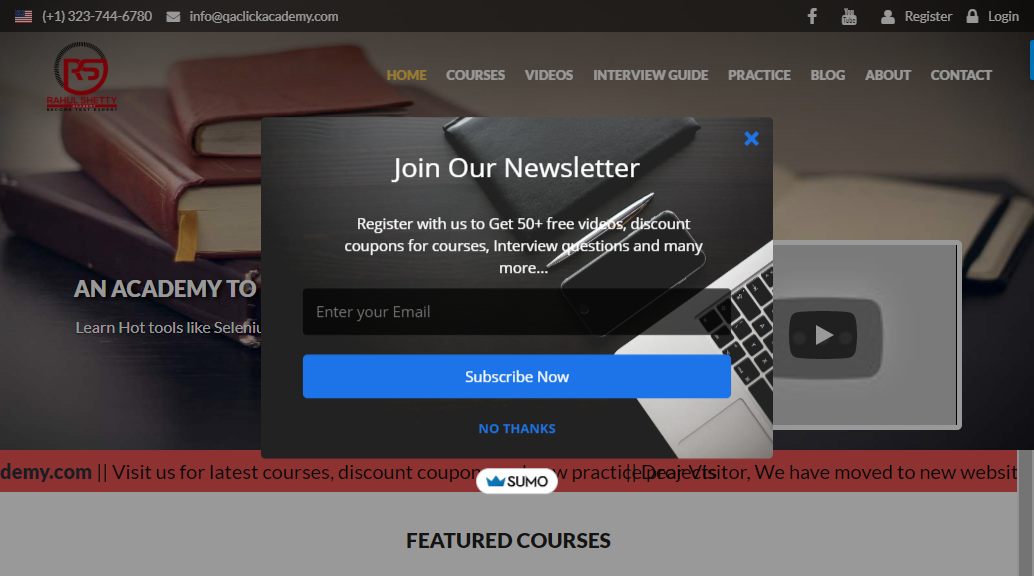 (+1) 323-744-6780 info@qaclickacademy.com You Tube Register Login
RS
RAHUL SHETTY
HOME COURSES VIDEOS INTERVIEW GUIDE PRACTICE BLOG ABOUT CONTACT
Join Our Newsletter
Register with us to Get 50+ free videos, discount
coupons for courses, Interview questions and many
more...
AN ACADEMY TO
Learn Hot tools like Seleniu
Enter your Email
Subscribe Now
NO THANKS
demy.com || Visit us for latest courses, discount coupon practice Projects || Dear Visitor, We have moved to new websit
SUMO
FEATURED COURSES